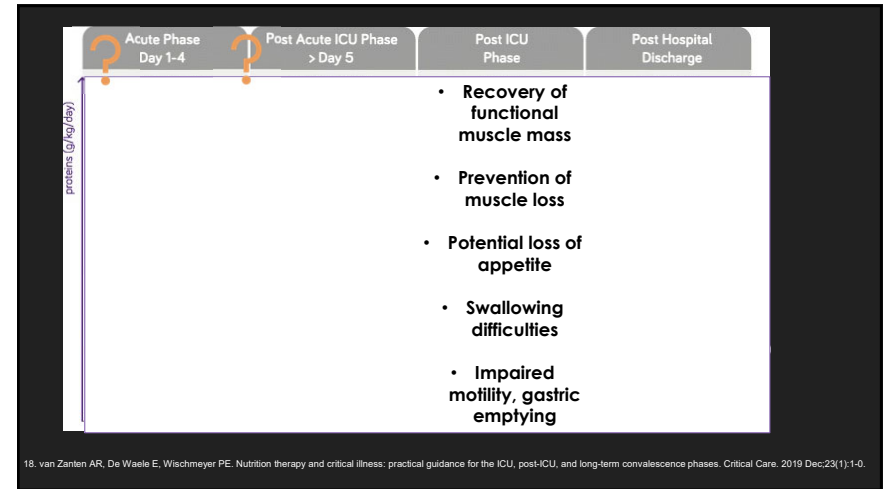 ?
Acute Phase
Day 1-4
?
Post Acute ICU Phase
> Day 5
Post ICU
Phase
Post Hospital
Discharge
proteins (g/kg/day)
• Recovery of
functional
muscle mass
• Prevention of
muscle loss
• Potential loss of
appetite
• Swallowing
difficulties
• Impaired
motility, gastric
emptying
18. van Zanten AR, De Waele E, Wischmeyer PE. Nutrition therapy and critical illness: practical guidance for the ICU, post-ICU, and long-term convalescence phases. Critical Care. 2019 Dec;23(1):1-0.